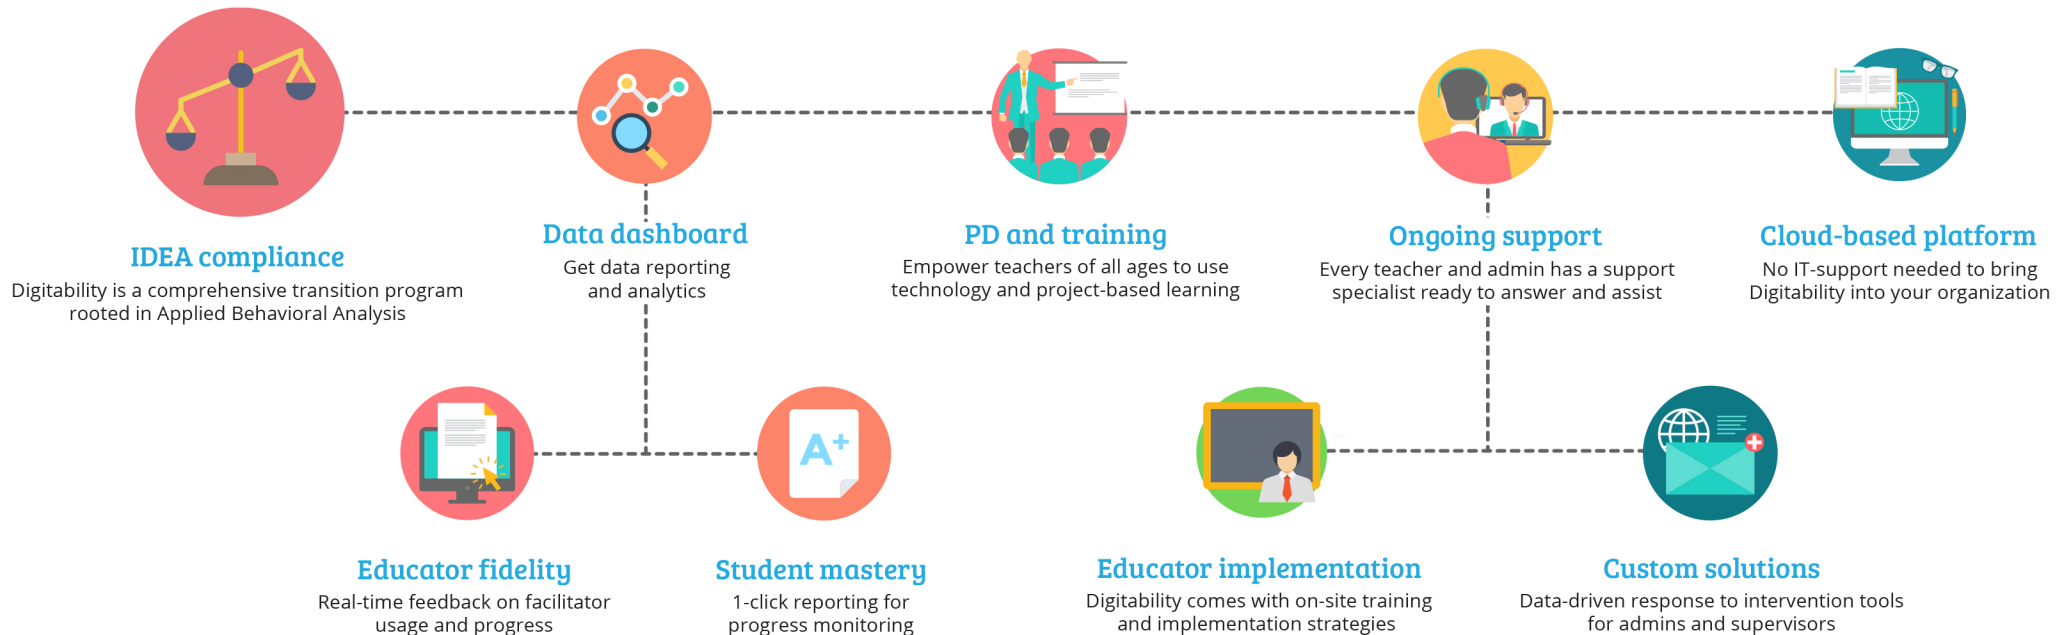 IDEA compliance
Digitability is a comprehensive transition program
rooted in Applied Behavioral Analysis
Data dashboard
Get data reporting
and analytics
PD and training
Empower teachers of all ages to use
technology and project-based learning
Ongoing support
Every teacher and admin has a support
specialist ready to answer and assist
Cloud-based platform
No IT-support needed to bring
Digitability into your organization
A+
Educator fidelity
Real-time feedback on facilitator
usage and progress
Student mastery
1-click reporting for
progress monitoring
Educator implementation
Digitability comes with on-site training
and implementation strategies
Custom solutions
Data-driven response to intervention tools
for admins and supervisors